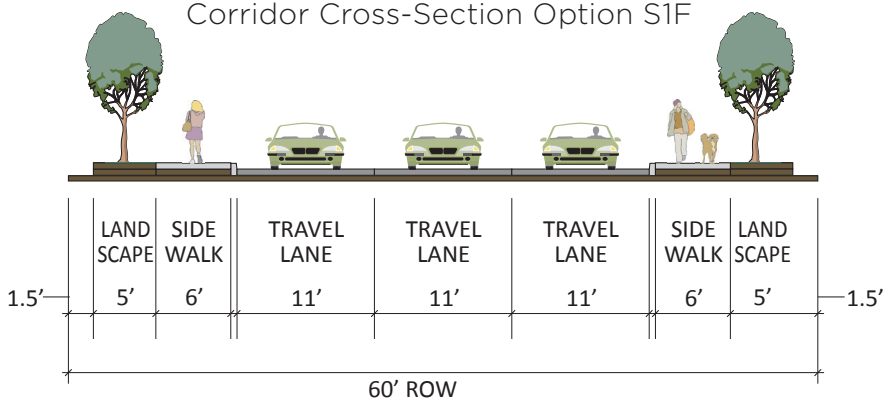 Corridor Cross-Section Option S1F
LAND SIDE TRAVEL TRAVEL TRAVEL SIDE LAND
SCAPE WALK LANE LANE LANE WALK SCAPE
1.5’ 5’ 6’ 11’ 11’ 11’ 6’ 5’ 1.5’
60’ ROW